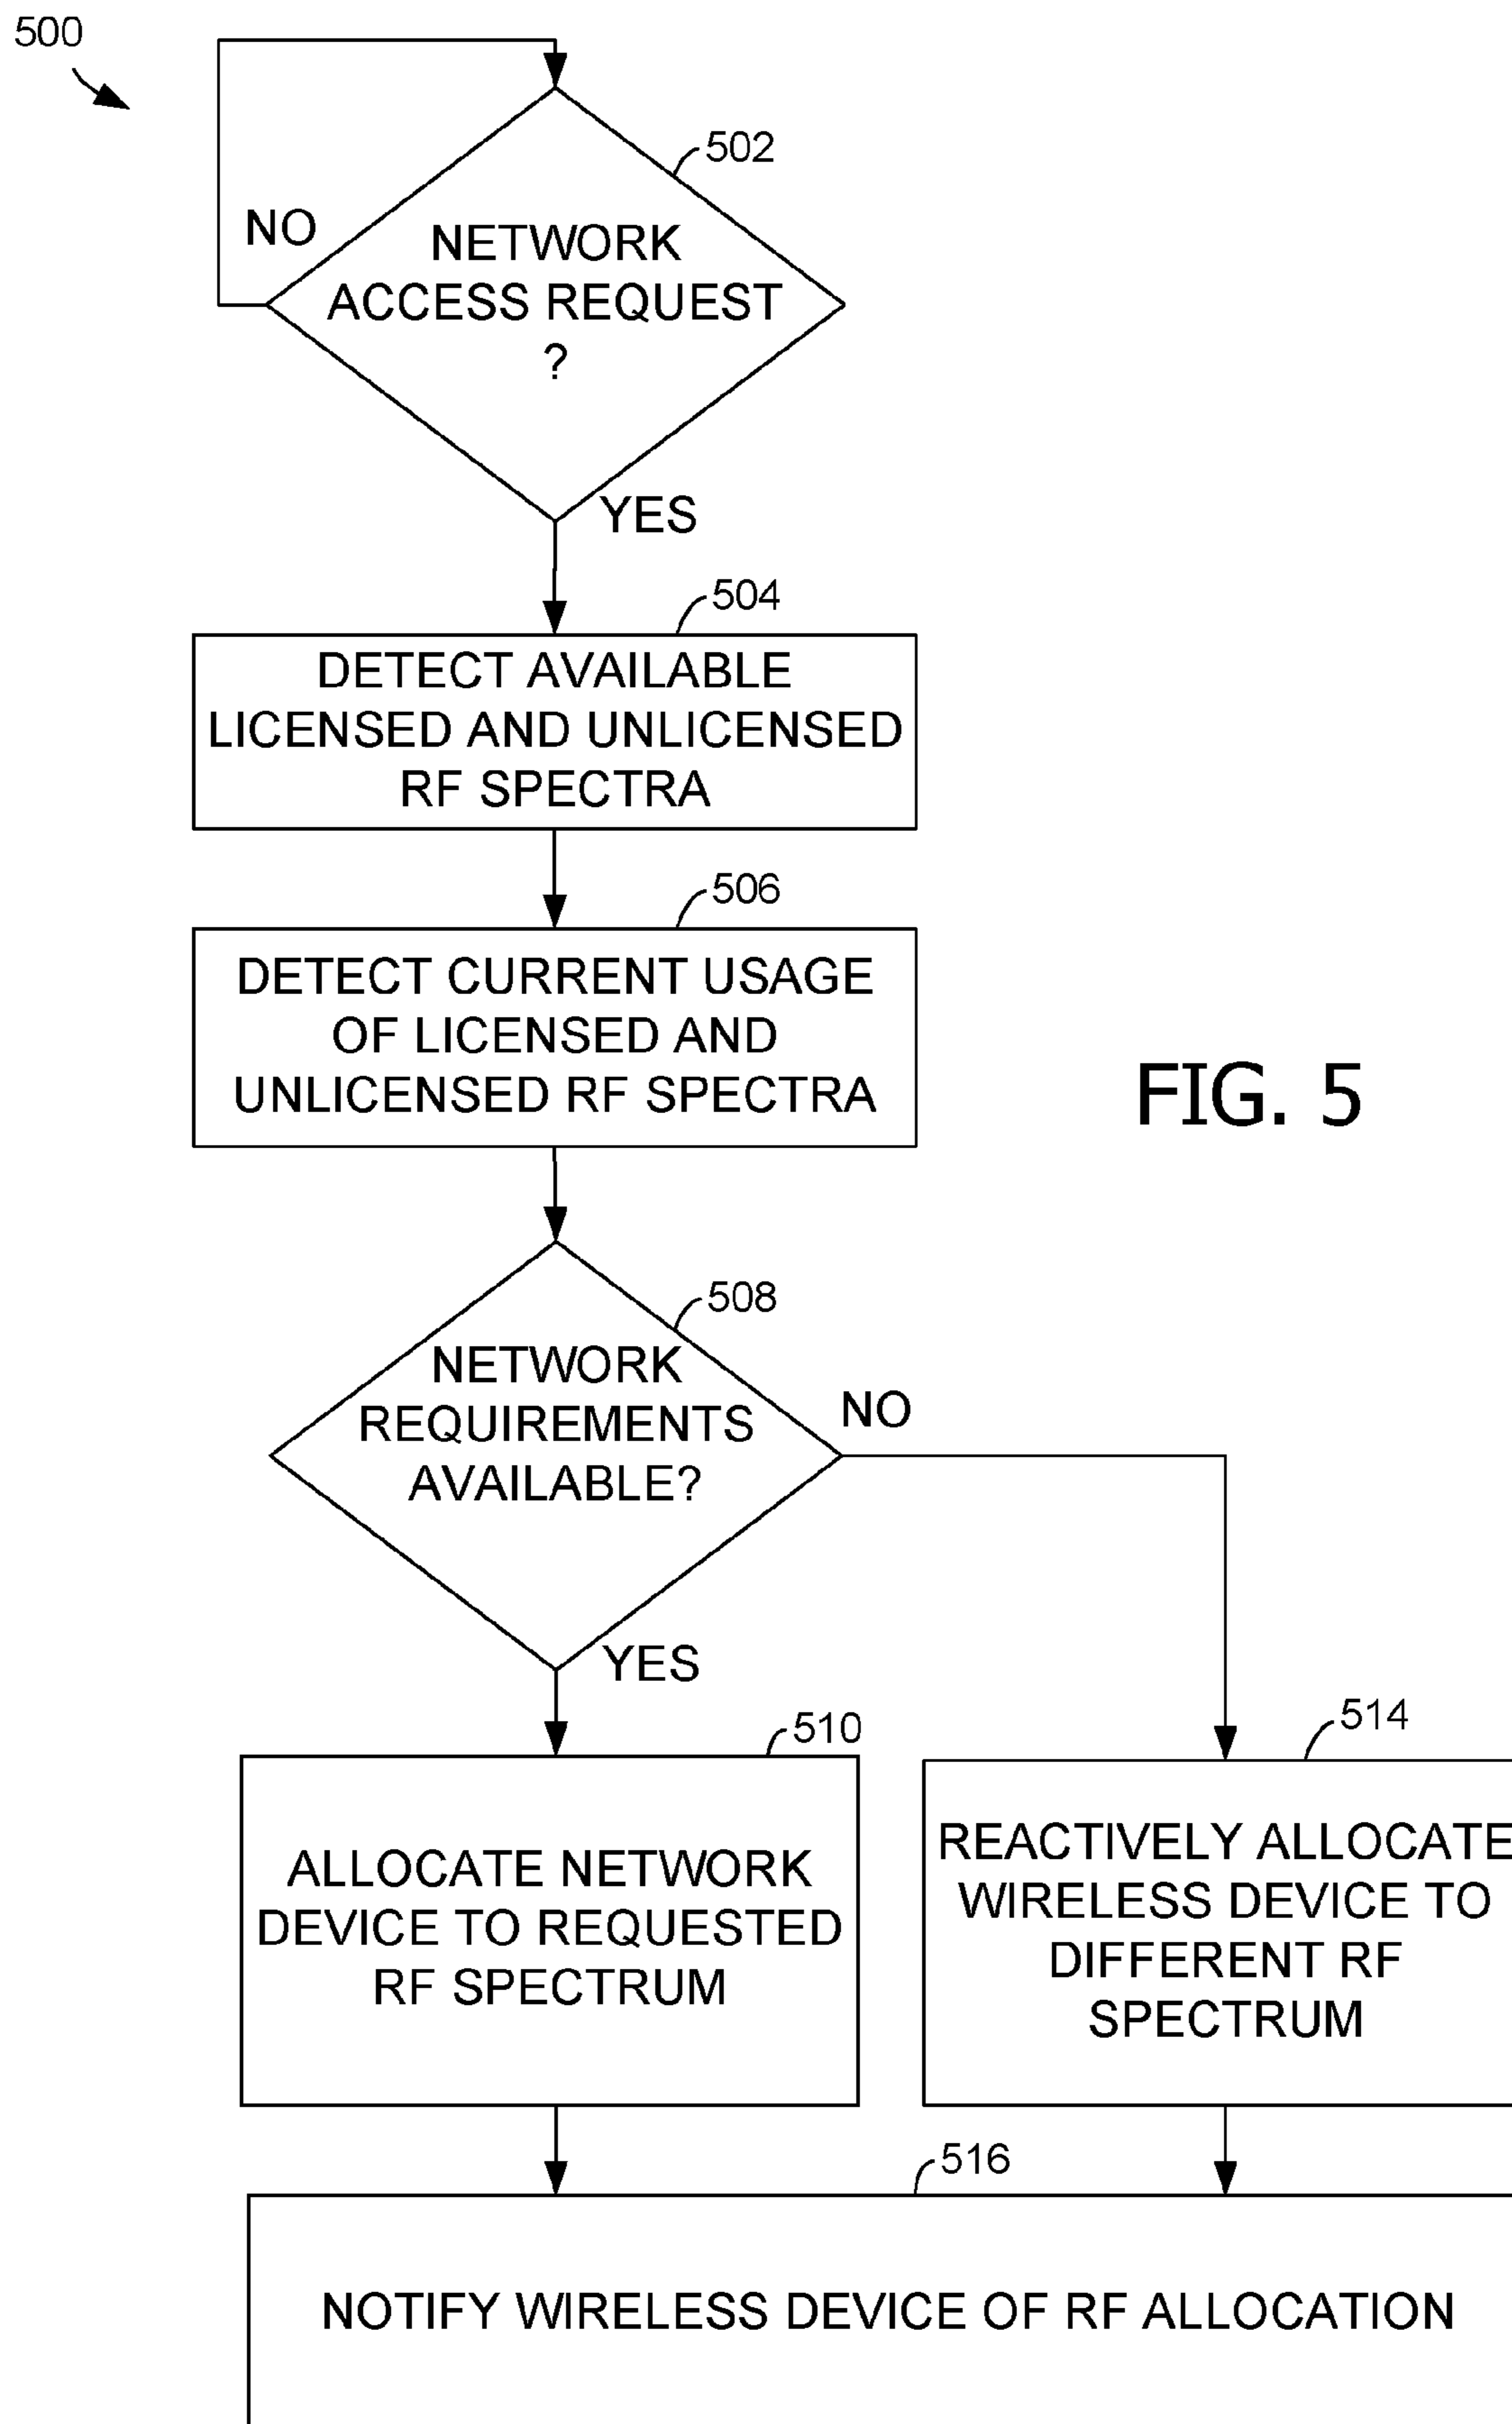 500
502
NO
NETWORK
ACCESS REQUEST
?
YES
504
DETECT AVAILABLE
LICENSED AND UNLICENSED
RF SPECTRA
506
DETECT CURRENT USAGE
OF LICENSED AND
UNLICENSED RF SPECTRA
FIG. 5
508
NETWORK
REQUIREMENTS
AVAILABLE?
NO
YES
510
ALLOCATE NETWORK
DEVICE TO REQUESTED
RF SPECTRUM
514
REACTIVELY ALLOCATE
WIRELESS DEVICE TO
DIFFERENT RF
SPECTRUM
516
NOTIFY WIRELESS DEVICE OF RF ALLOCATION